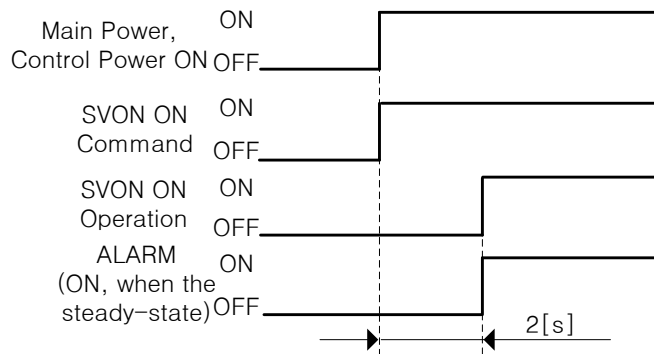 Main Power,
Control Power ON
ON
OFF
SVON ON
Command
ON
OFF
SVON ON
Operation
ON
OFF
ALARM
(ON, when the
steady-state)
ON
OFF
2[s]